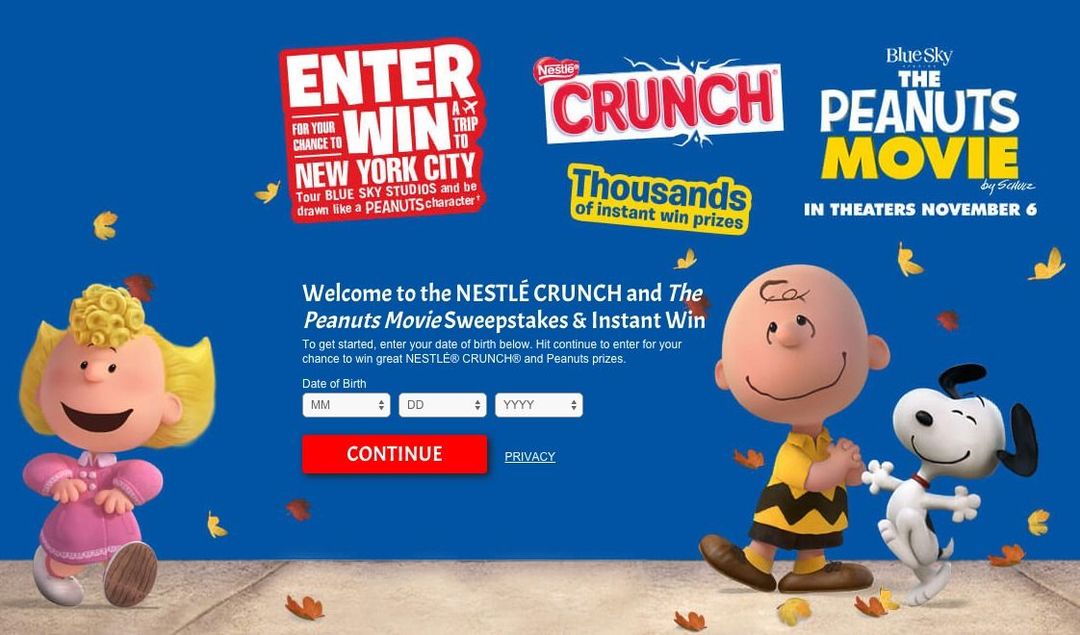 ENTER
FOR YOUR
CHANCE TO
WIN
A
TRIP
TO
NEW YORK CITY
Tour BLUE SKY STUDIOS and be
drawn like a PEANUTS character†
Nestlé®
CRUNCH®
Thousands
of instant win prizes
BlueSky
STUDIOS
THE
PEANUTS
MOVIE
by SCHULZ
IN THEATERS NOVEMBER 6
Welcome to the NESTLÉ CRUNCH and The
Peanuts Movie Sweepstakes & Instant Win
To get started, enter your date of birth below. Hit continue to enter for your
chance to win great NESTLÉ® CRUNCH® and Peanuts prizes.
Date of Birth
MM DD YYYY
CONTINUE PRIVACY